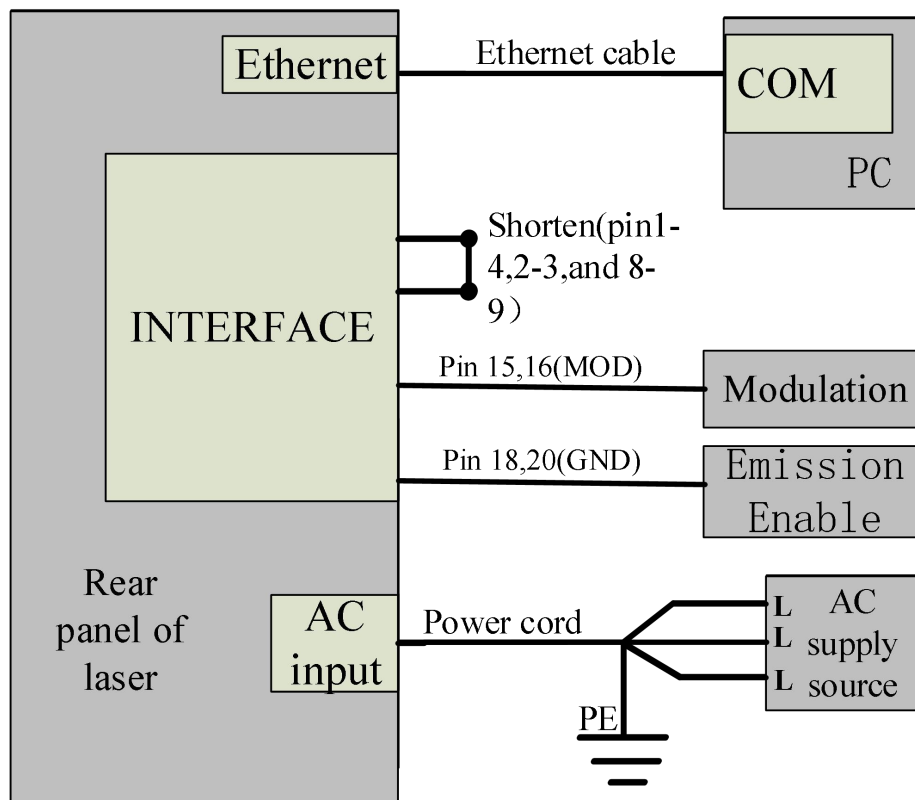 Ethernet
Ethernet cable
COM
PC
Shorten(pin1-
4,2-3,and 8-
9）
INTERFACE
Pin 15,16(MOD)
Modulation
Pin 18,20(GND)
Emission
Enable
Rear
panel of
laser
AC
input
Power cord
L
L
L
AC
supply
source
PE